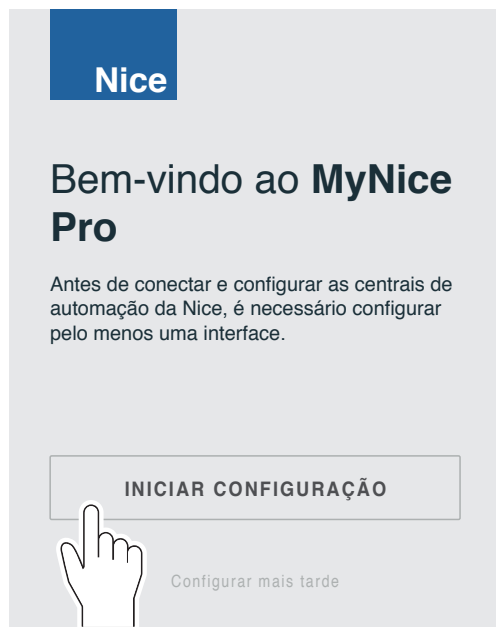 Nice
Bem-vindo ao MyNice
Pro
Antes de conectar e configurar as centrais de
automação da Nice, é necessário configurar
pelo menos uma interface.
INICIAR CONFIGURAÇÃO
Configurar mais tarde